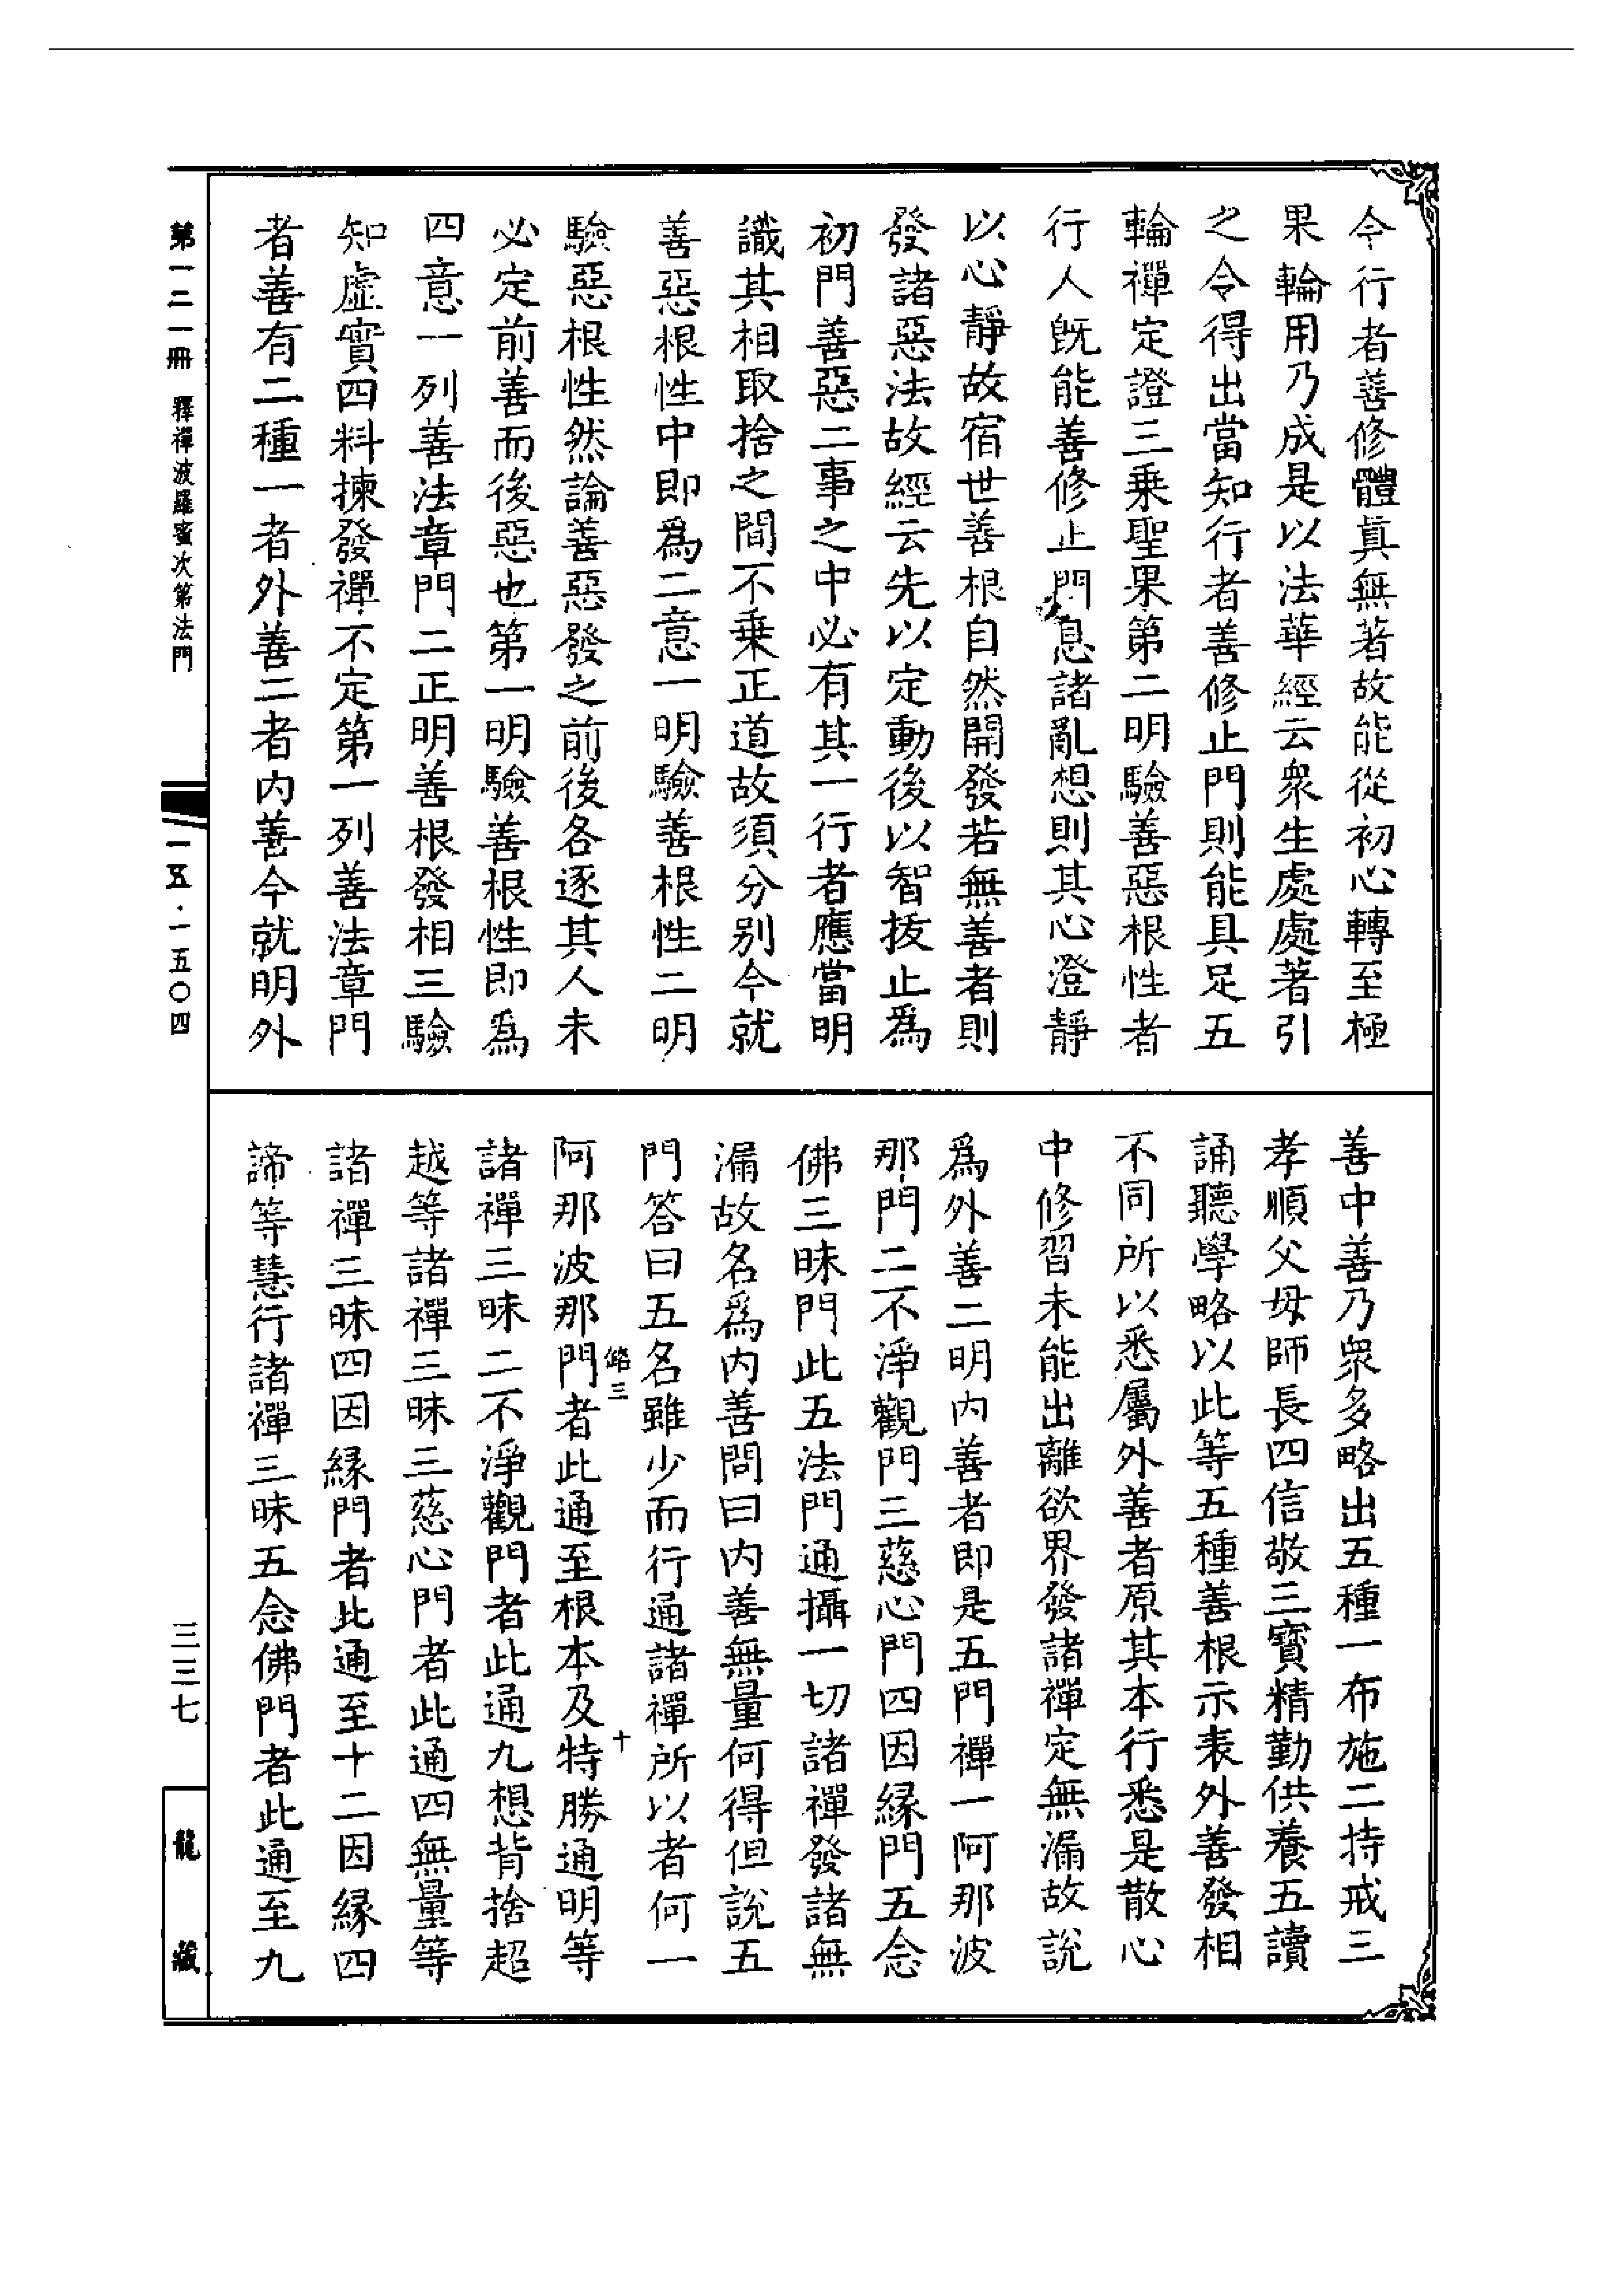 今行者善修體真無著故能從初心轉至極
果輪用乃成是以法華經云衆生處處著引
之令得出當知行者善修止門則能具足五
輪禪定證三乗聖果第二明驗善惡根性者
行人旣能善修止門息諸亂想則其心澄靜
以心靜故宿世善根自然開發若無善者則
發諸惡法故經云先以定動後以智拔止爲
初門善惡二事之中必有其一行者應當明
識其相取捨之間不乗正道故須分别今就
善惡根性中即爲二意一明驗善根性二明
驗惡根性然論善惡發之前後各逐其人未
必定前善而後惡也第一明驗善根性即爲
四意一列善法章門二正明善根發相三驗
知虛實四料揀發禪不定第一列善法章門
者善有二種一者外善二者内善今就明外
善中善乃衆多略出五種一布施二持戒三
孝順父母師長四信敬三寶精勤供養五讀
誦聽學略以此等五種善根示表外善發相
不同所以悉屬外善者原其本行悉是散心
中修習未能出離欲界發諸禪定無漏故説
爲外善二明内善者即是五門禪一阿那波
那門二不淨觀門三慈心門四因緣門五念
佛三昧門此五法門通攝一切諸禪發諸無
漏故名爲内善問曰内善無量何得但説五
門答曰五名雖少而行通諸禪所以者何一
阿那波那門者此通至根本及特勝通明等
諸禪三昧二不淨觀門者此通九想背捨超
越等諸禪三昧三慈心門者此通四無量等
諸禪三昧四因緣門者此通至十二因緣四
諦等慧行諸禪三昧五念佛門者此通至九
三 十
第一二一冊 釋禪波羅蜜次第法門
一五·一五〇四
三三七
龍藏